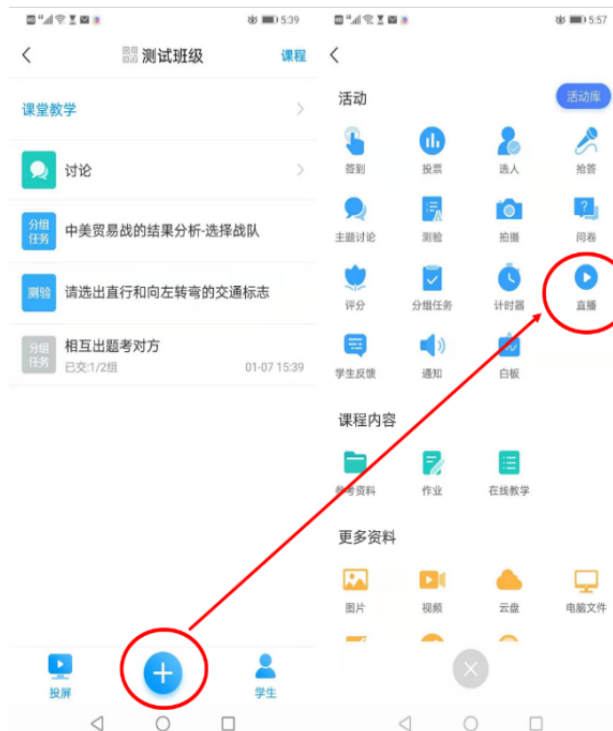 5:39
测试班级
课程
课堂教学
讨论
分组任务
中美贸易战的结果分析-选择战队
测验
请选出直行和向左转弯的交通标志
分组任务
相互出题考对方
已交:1/2组
01-07 15:39
投屏
学生
5:57
活动
活动库
签到
投票
选人
抢答
主题讨论
测验
拍摄
问卷
评分
分组任务
计时器
直播
学生反馈
通知
白板
课程内容
参考资料
作业
在线教学
更多资料
图片
视频
云盘
电脑文件